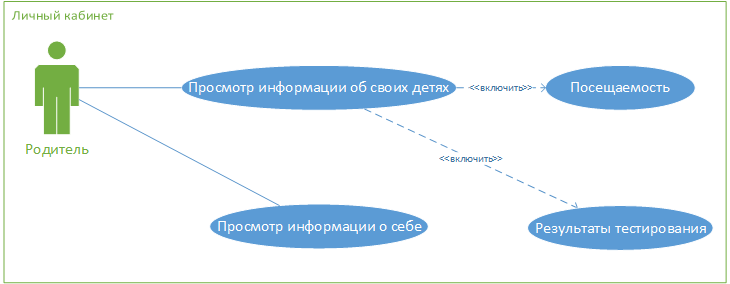 Личный кабинет
Просмотр информации об своих детях
<<включить>>
Посещаемость
Родитель
<<включить>>
Просмотр информации о себе
Результаты тестирования